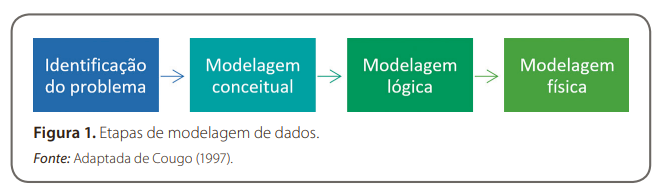 Identificação
do problema
Modelagem
conceitual
Modelagem
lógica
Modelagem
física
Figura 1. Etapas de modelagem de dados.
Fonte: Adaptada de Cougo (1997).